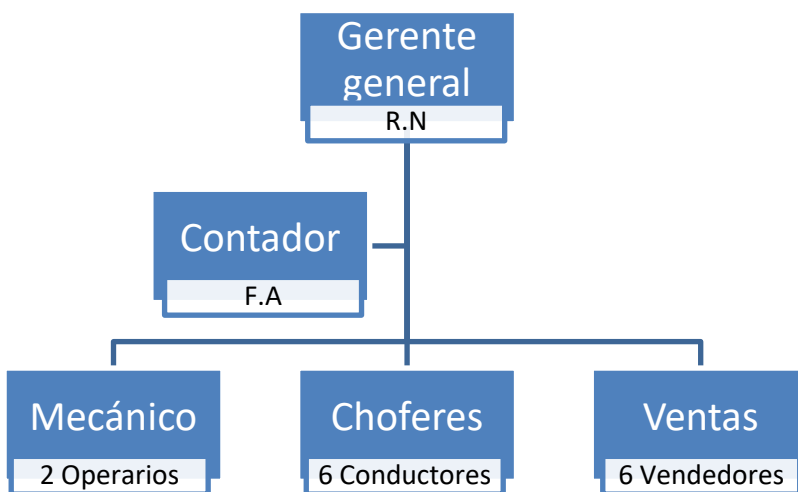 Gerente
general
R.N
Contador
F.A
Mecánico
2 Operarios
Choferes
6 Conductores
Ventas
6 Vendedores